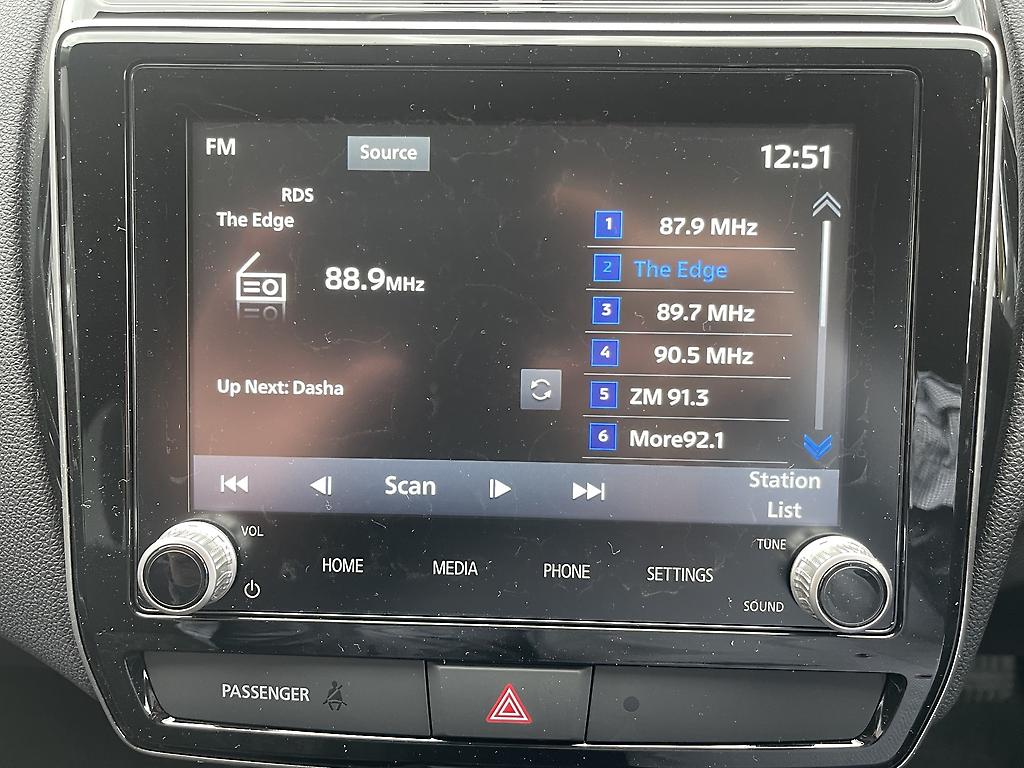 FM
Source
12:51
RDS
The Edge
88.9MHz
Up Next: Dasha
1 87.9 MHz
2 The Edge
3 89.7 MHz
4 90.5 MHz
5 ZM 91.3
6 More92.1
Scan
Station
List
VOL
HOME
MEDIA
PHONE
SETTINGS
TUNE
SOUND
PASSENGER